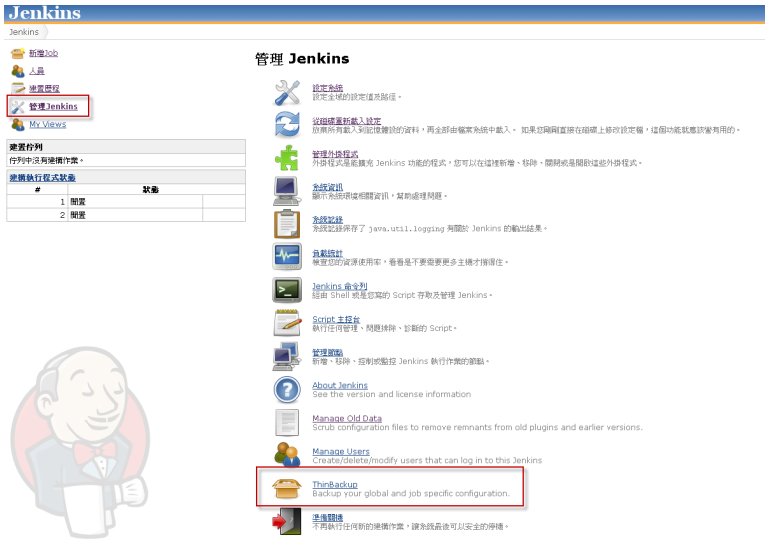 Jenkins
Jenkins
新增Job
人員
建置歷程
管理Jenkins
My Views
建置佇列
佇列中沒有建構作業。
建構執行程式狀態
# 狀態
1 閒置
2 閒置
管理 Jenkins
設定系統
設定全域的設定值及路徑。
從磁碟重新載入設定
放棄所有載入到記憶體設的資料，再全部由檔案系統中載入。 如果您剛剛直接在磁碟上修改設定檔，這個功能就應該蠻有用的。
管理外掛程式
外掛程式是能擴充 Jenkins 功能的程式，您可以在這裡新增、移除、關閉或是開啟這些外掛程式。
系統資訊
顯示系統環境相關資訊，幫助處理問題。
系統記錄
系統記錄保存了 java.util.logging 有關於 Jenkins 的輸出結果。
負載統計
檢查您的資源使用率，看看是不要需要更多主機才撐得住。
Jenkins 命令列
經由 Shell 或是您寫的 Script 存取及管理 Jenkins。
Script 主控台
執行任何管理、問題排除、診斷的 Script。
管理節點
新增、移除、控制或監控 Jenkins 執行作業的節點。
About Jenkins
See the version and license information
Manage Old Data
Scrub configuration files to remove remnants from old plugins and earlier versions.
Manage Users
Create/delete/modify users that can log in to this Jenkins
ThinBackup
Backup your global and job specific configuration.
準備關機
不再執行任何新的建構作業，讓系統最後可以安全的停機。